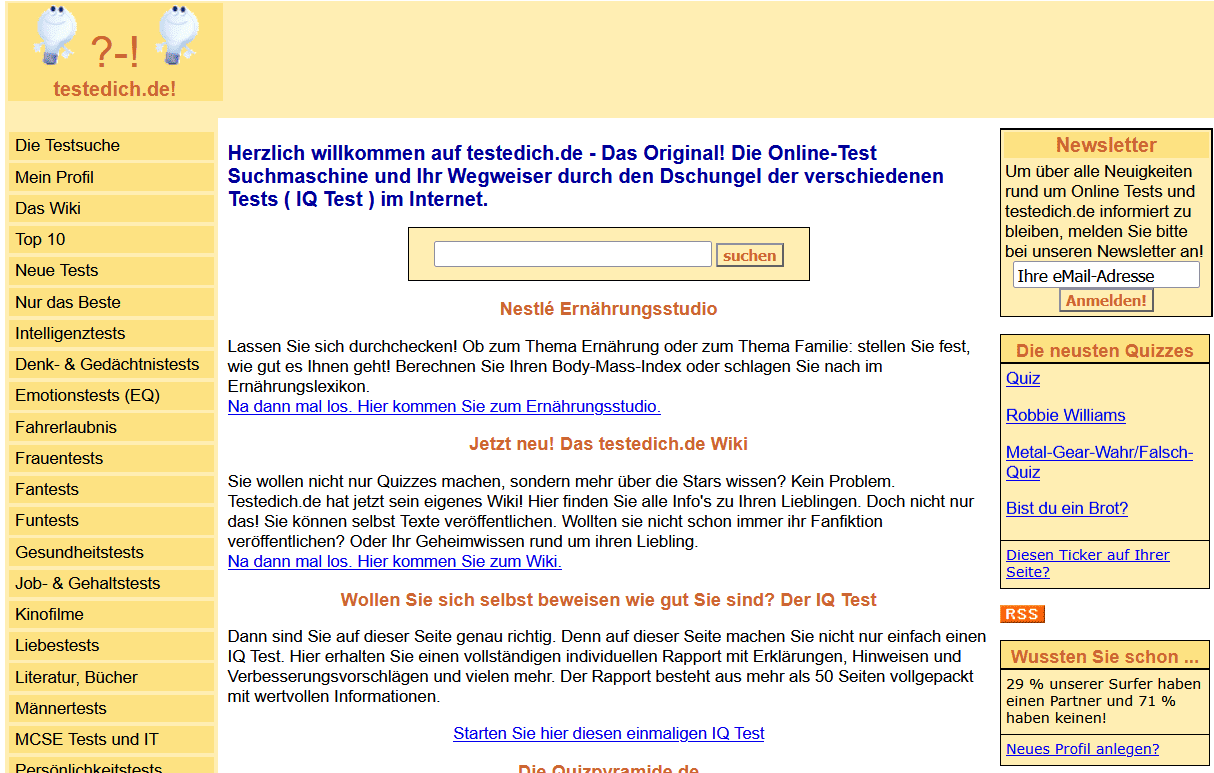 ?-!
testedich.de!
Die Testsuche
Mein Profil
Das Wiki
Top 10
Neue Tests
Nur das Beste
Intelligenztests
Denk- & Gedächtnistests
Emotionstests (EQ)
Fahrerlaubnis
Frauentests
Fantests
Funtests
Gesundheitstests
Job- & Gehaltstests
Kinofilme
Liebestests
Literatur, Bücher
Männertests
MCSE Tests und IT
Persönlichkeitstests
Herzlich willkommen auf testedich.de - Das Original! Die Online-Test
Suchmaschine und Ihr Wegweiser durch den Dschungel der verschiedenen
Tests ( IQ Test ) im Internet.
suchen
Nestlé Ernährungsstudio
Lassen Sie sich durchchecken! Ob zum Thema Ernährung oder zum Thema Familie: stellen Sie fest,
wie gut es Ihnen geht! Berechnen Sie Ihren Body-Mass-Index oder schlagen Sie nach im
Ernährungslexikon.
Na dann mal los. Hier kommen Sie zum Ernährungsstudio.
Jetzt neu! Das testedich.de Wiki
Sie wollen nicht nur Quizzes machen, sondern mehr über die Stars wissen? Kein Problem.
Testedich.de hat jetzt sein eigenes Wiki! Hier finden Sie alle Info's zu Ihren Lieblingen. Doch nicht nur
das! Sie können selbst Texte veröffentlichen. Wollten sie nicht schon immer ihr Fanfiktion
veröffentlichen? Oder Ihr Geheimwissen rund um ihren Liebling.
Na dann mal los. Hier kommen Sie zum Wiki.
Wollen Sie sich selbst beweisen wie gut Sie sind? Der IQ Test
Dann sind Sie auf dieser Seite genau richtig. Denn auf dieser Seite machen Sie nicht nur einfach einen
IQ Test. Hier erhalten Sie einen vollständigen individuellen Rapport mit Erklärungen, Hinweisen und
Verbesserungsvorschlägen und vielen mehr. Der Rapport besteht aus mehr als 50 Seiten vollgepackt
mit wertvollen Informationen.
Starten Sie hier diesen einmaligen IQ Test
Die Quizpyramide.de
Newsletter
Um über alle Neuigkeiten
rund um Online Tests und
testedich.de informiert zu
bleiben, melden Sie bitte
bei unseren Newsletter an!
Ihre eMail-Adresse
Anmelden!
Die neusten Quizzes
Quiz
Robbie Williams
Metal-Gear-Wahr/Falsch-
Quiz
Bist du ein Brot?
Diesen Ticker auf Ihrer
Seite?
RSS
Wussten Sie schon ...
29 % unserer Surfer haben
einen Partner und 71 %
haben keinen!
Neues Profil anlegen?